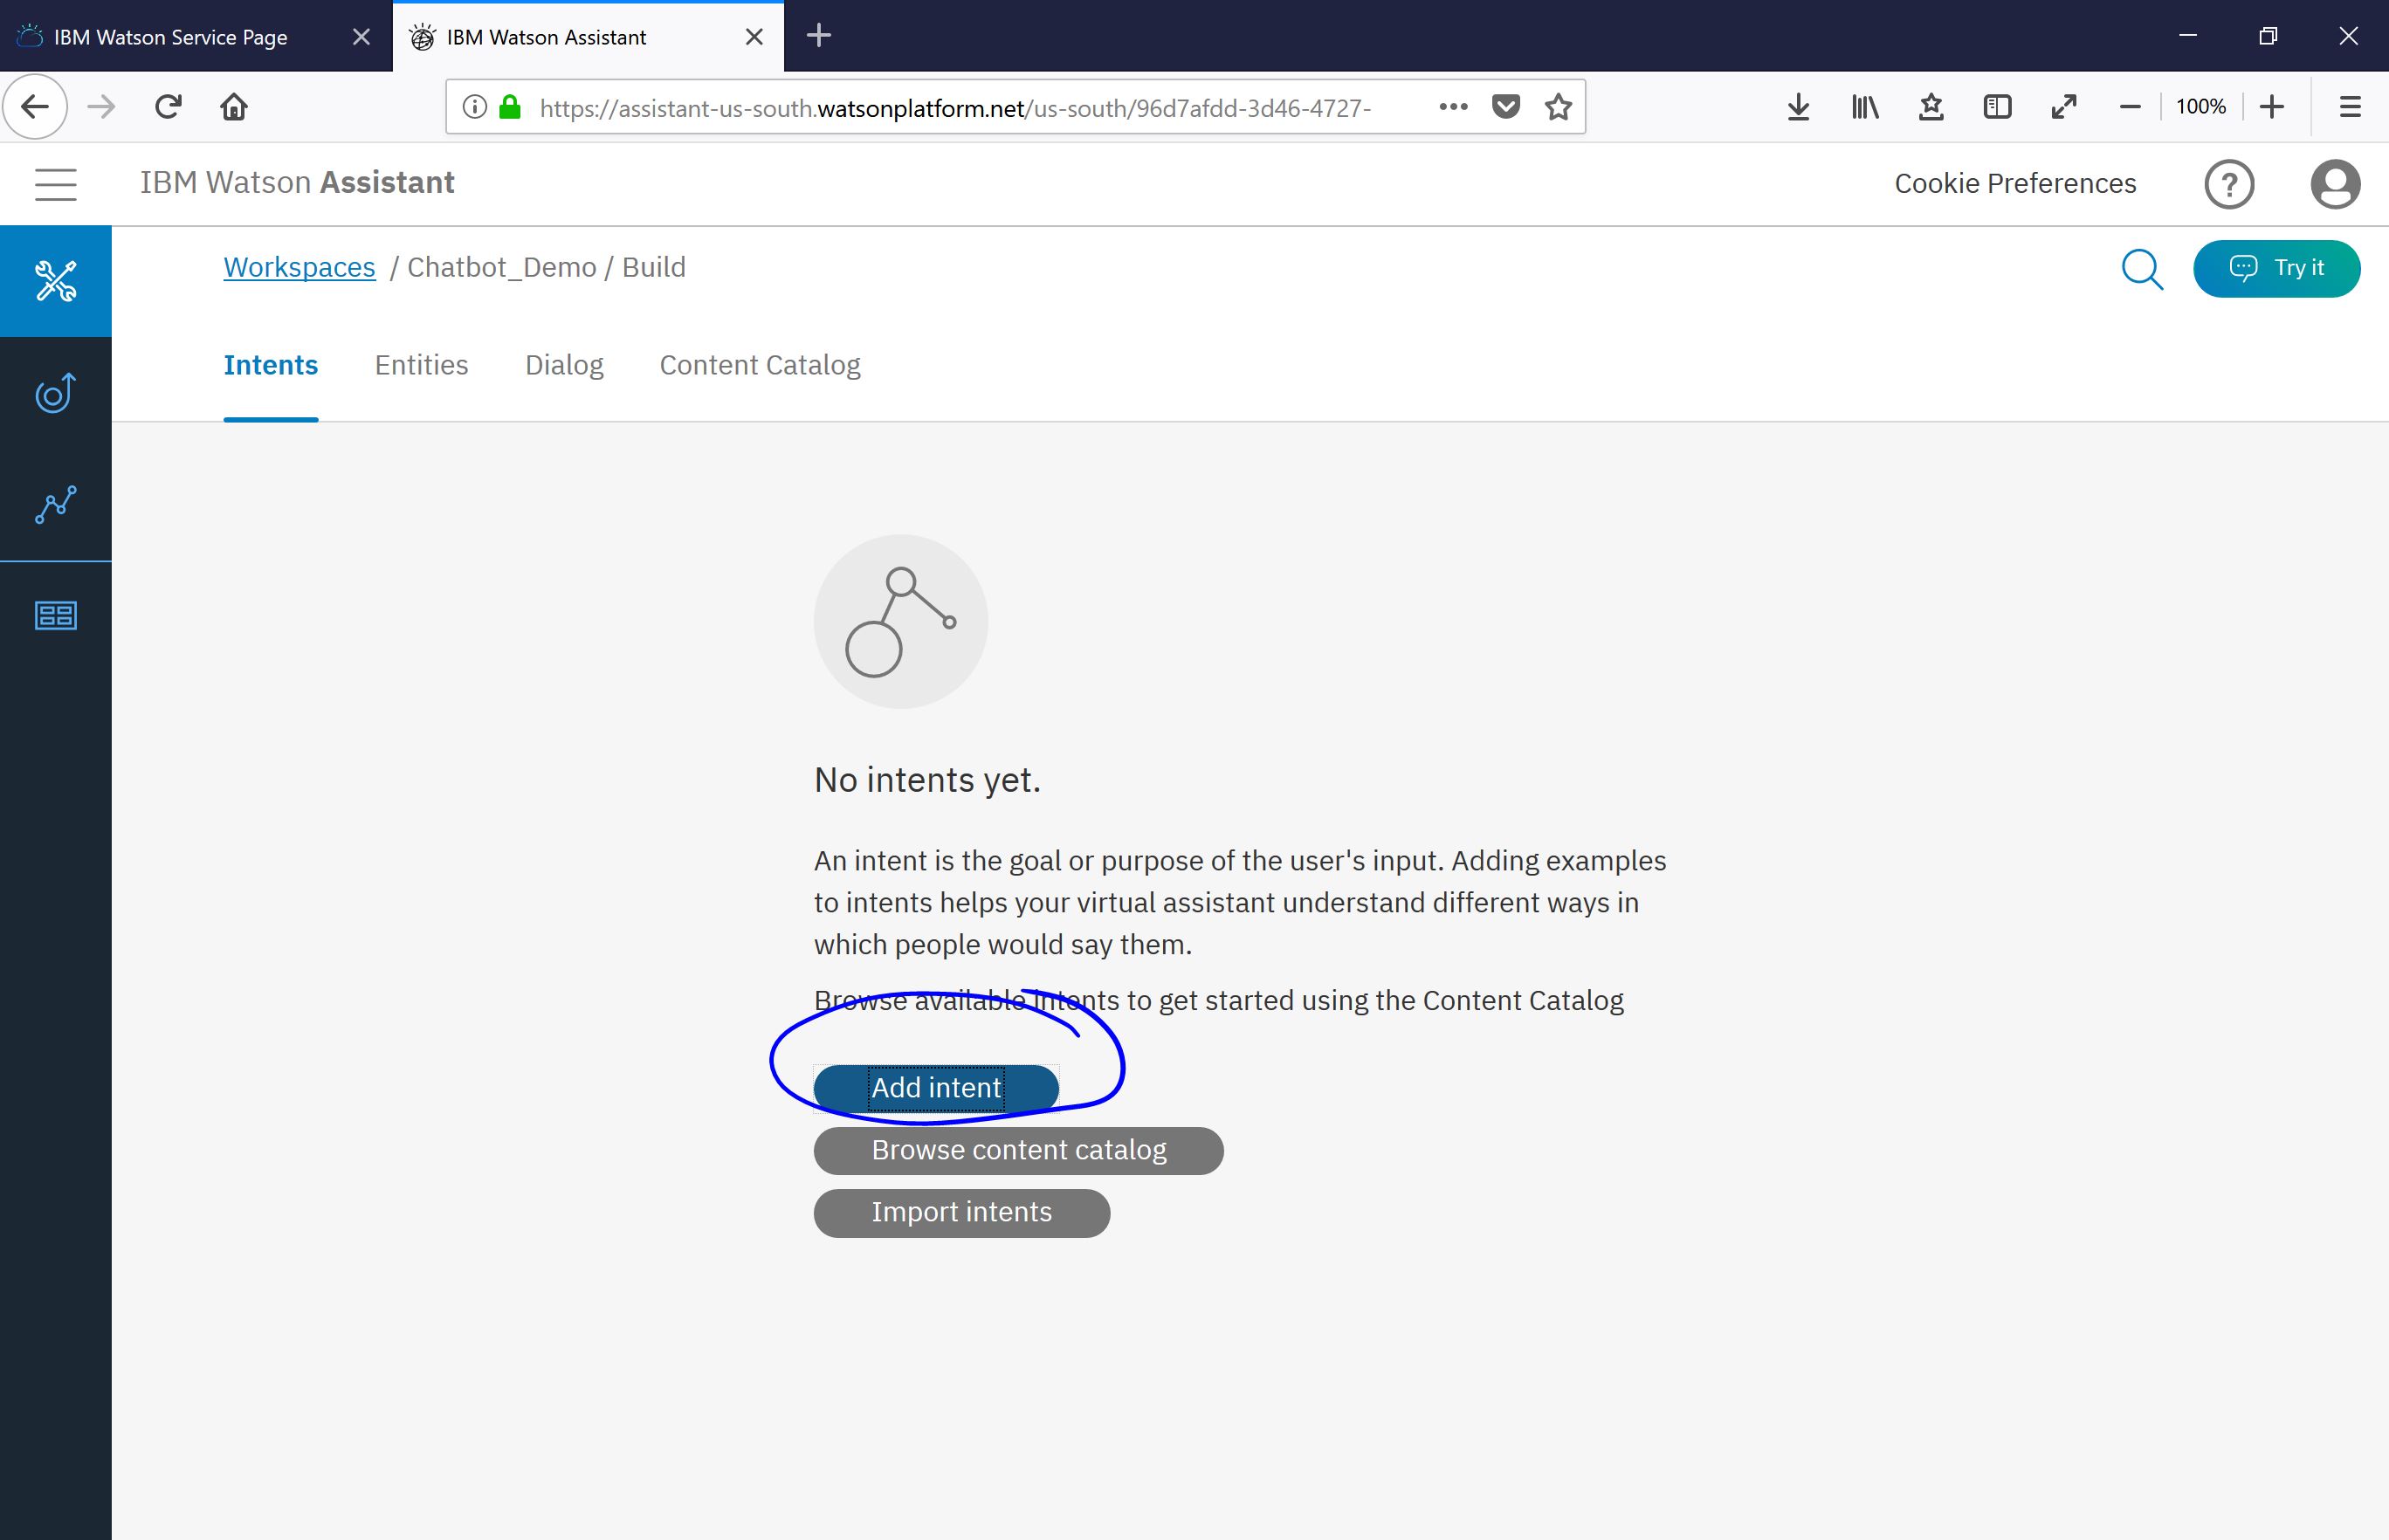 IBM Watson Service Page
IBM Watson Assistant
https://assistant-us-south.watsonplatform.net/us-south/96d7afdd-3d46-4727-
100%
IBM Watson Assistant
Cookie Preferences
?
Workspaces / Chatbot_Demo / Build
Try it
Intents Entities Dialog Content Catalog
No intents yet.
An intent is the goal or purpose of the user's input. Adding examples
to intents helps your virtual assistant understand different ways in
which people would say them.
Browse available intents to get started using the Content Catalog
Add intent
Browse content catalog
Import intents